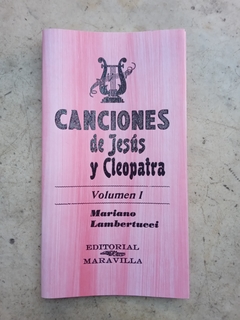 CANCIONES
de Jesús
y Cleopatra
Volumen I
Mariano
Lambertucci
EDITORIAL
MARAVILLA